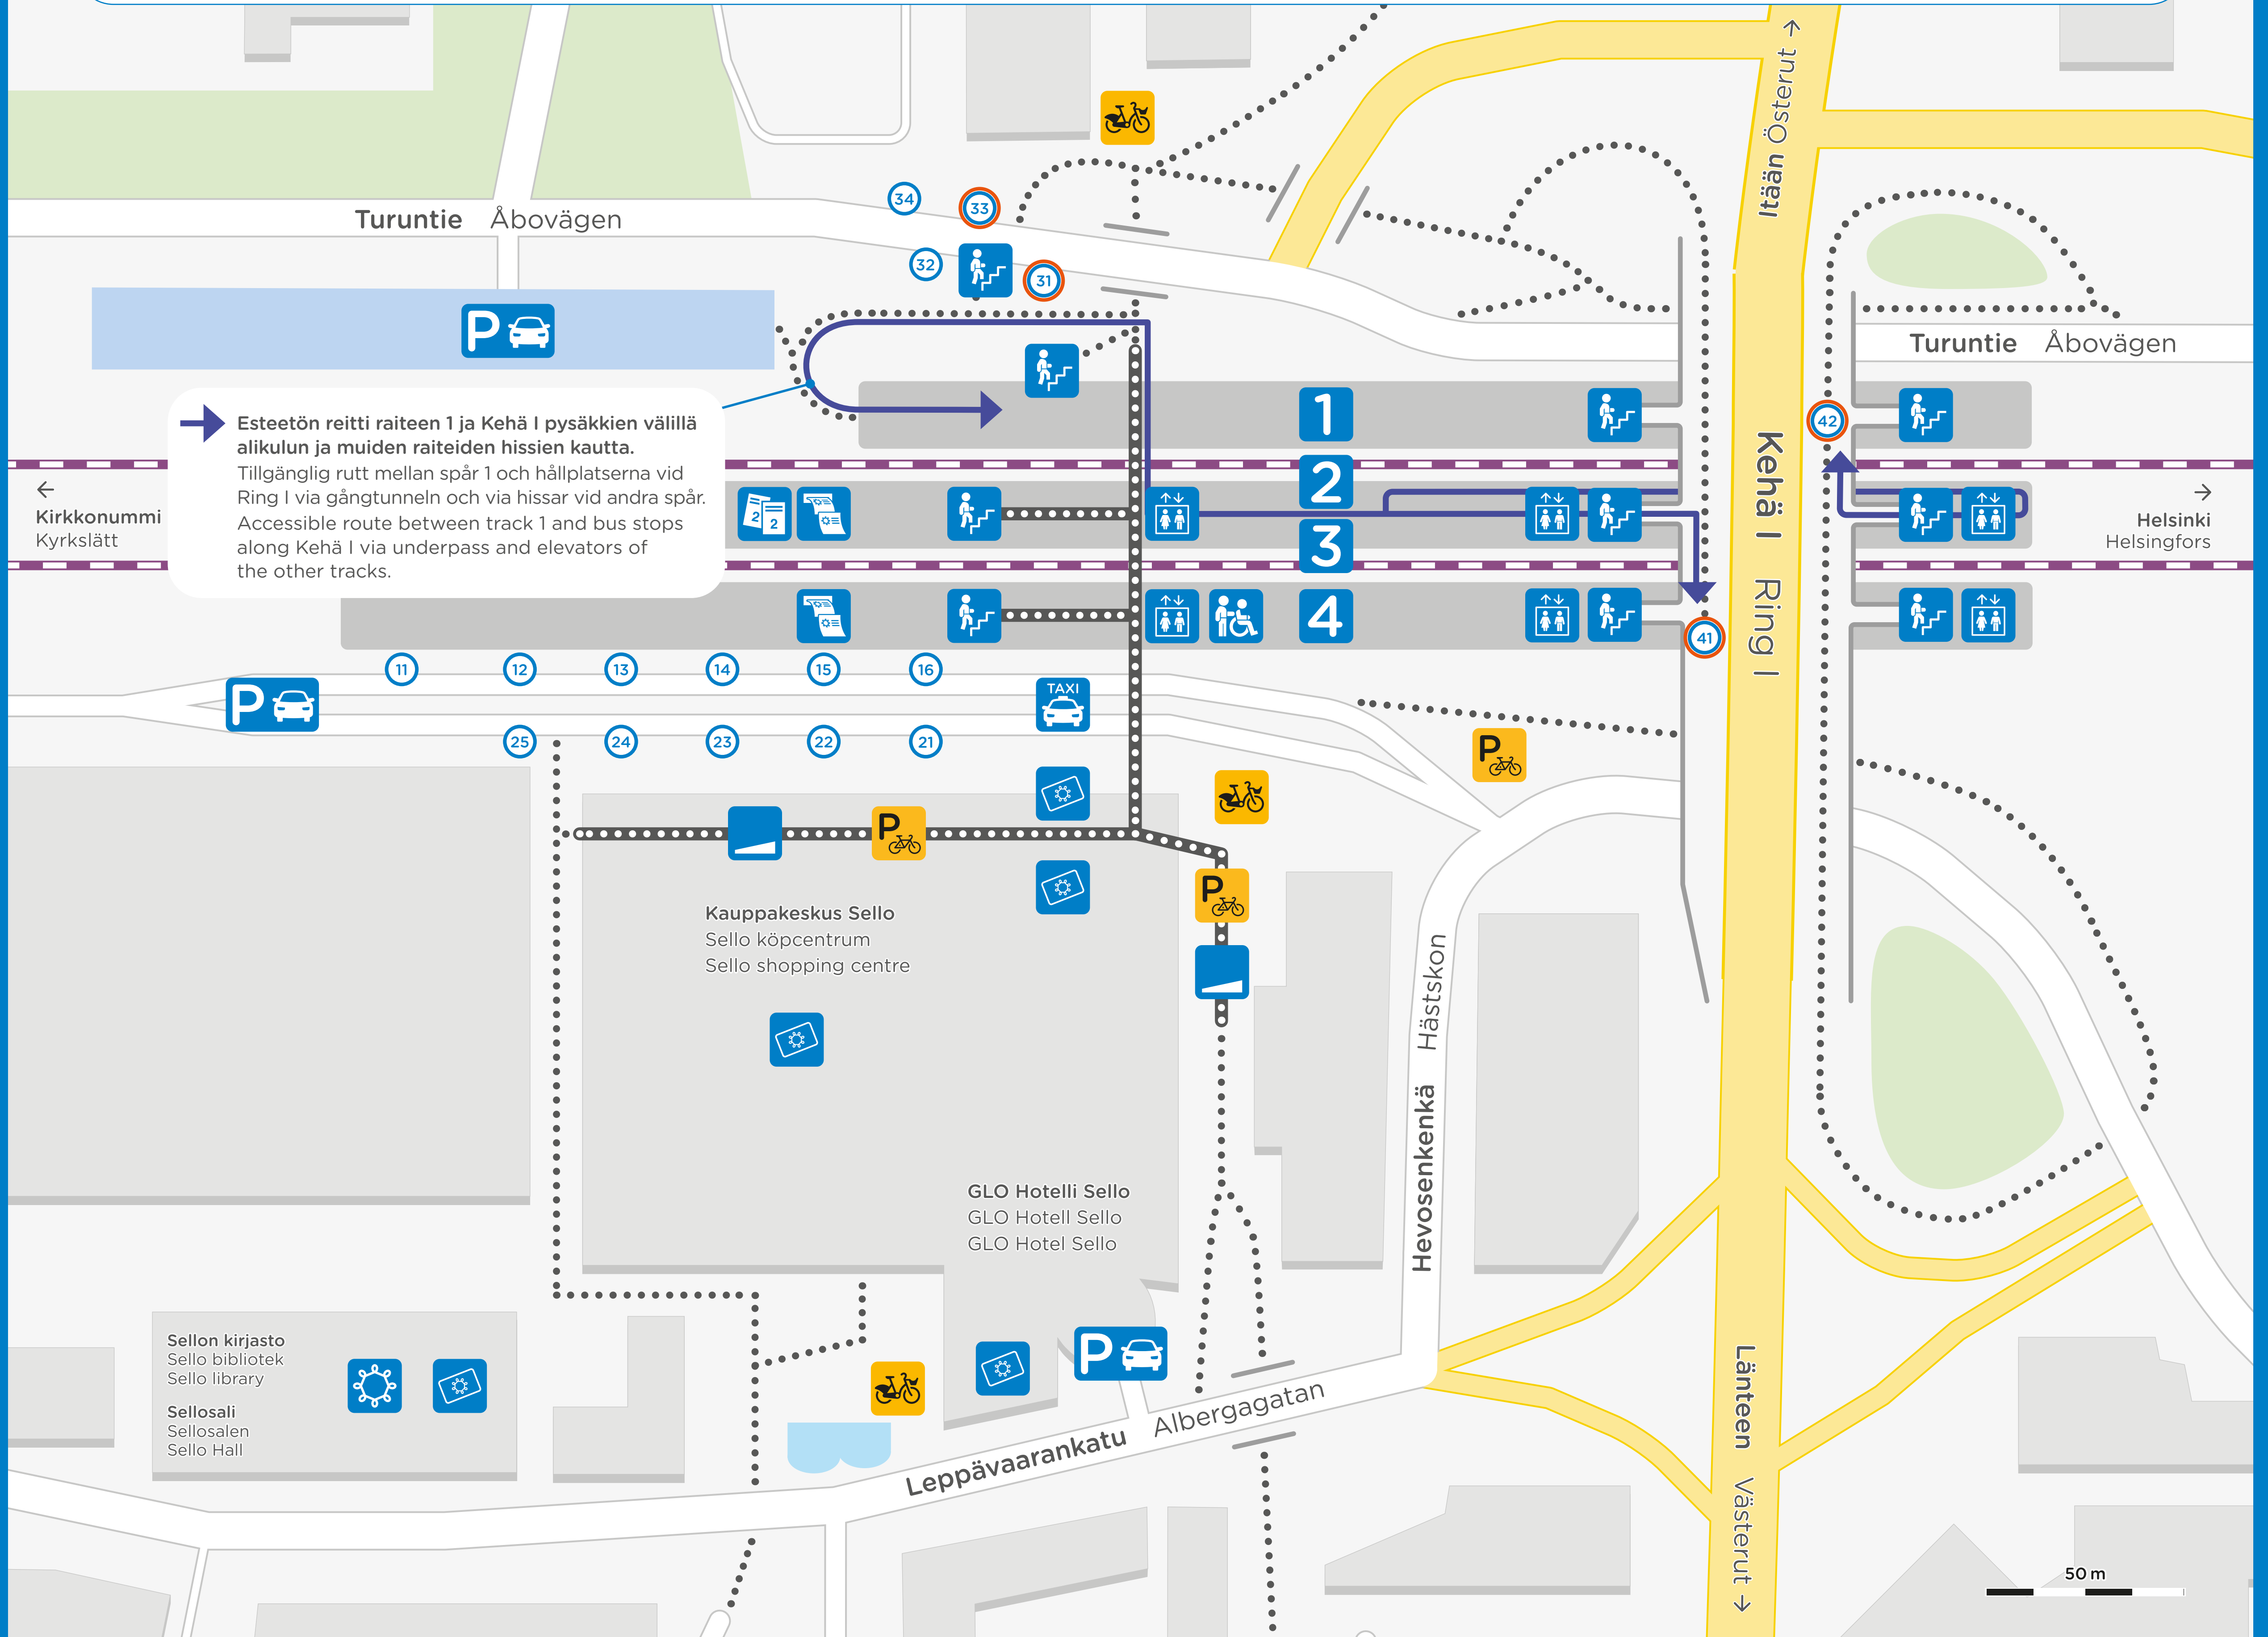 Itään Österut →
34
33
Turuntie Åbovägen
32
31
P
Turuntie Åbovägen
1
42
Esteetön reitti raiteen 1 ja Kehä I pysäkkien välillä
alikulun ja muiden raiteiden hissien kautta.
Tillgänglig rutt mellan spår 1 och hållplatserna vid
Ring I via gångtunneln och via hissar vid andra spår.
Accessible route between track 1 and bus stops
along Kehä I via underpass and elevators of
the other tracks.
←
Kirkkonummi
Kyrkslätt
2
2
2
3
Kehä I Ring I
→
Helsinki
Helsingfors
4
41
11
12
13
14
15
16
P
TAXI
25
24
23
22
21
P
P
P
Kauppakeskus Sello
Sello köpcentrum
Sello shopping centre
Hevosenkenkä Hästskon
GLO Hotelli Sello
GLO Hotell Sello
GLO Hotel Sello
Sellon kirjasto
Sello bibliotek
Sello library
Sellosali
Sellosalen
Sello Hall
P
Leppävaarankatu Albergagatan
Länteen Västerut →
50 m